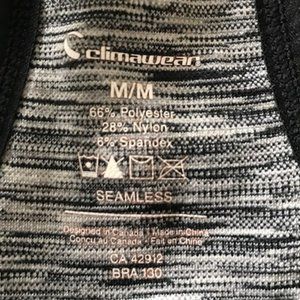 climawear
M/M
66% Polyester
28% Nylon
6% Spandex
SEAMLESS
Designed in Canada | Made in China
Concu au Canada - Fait en Chine
CA 42912
BRA 130